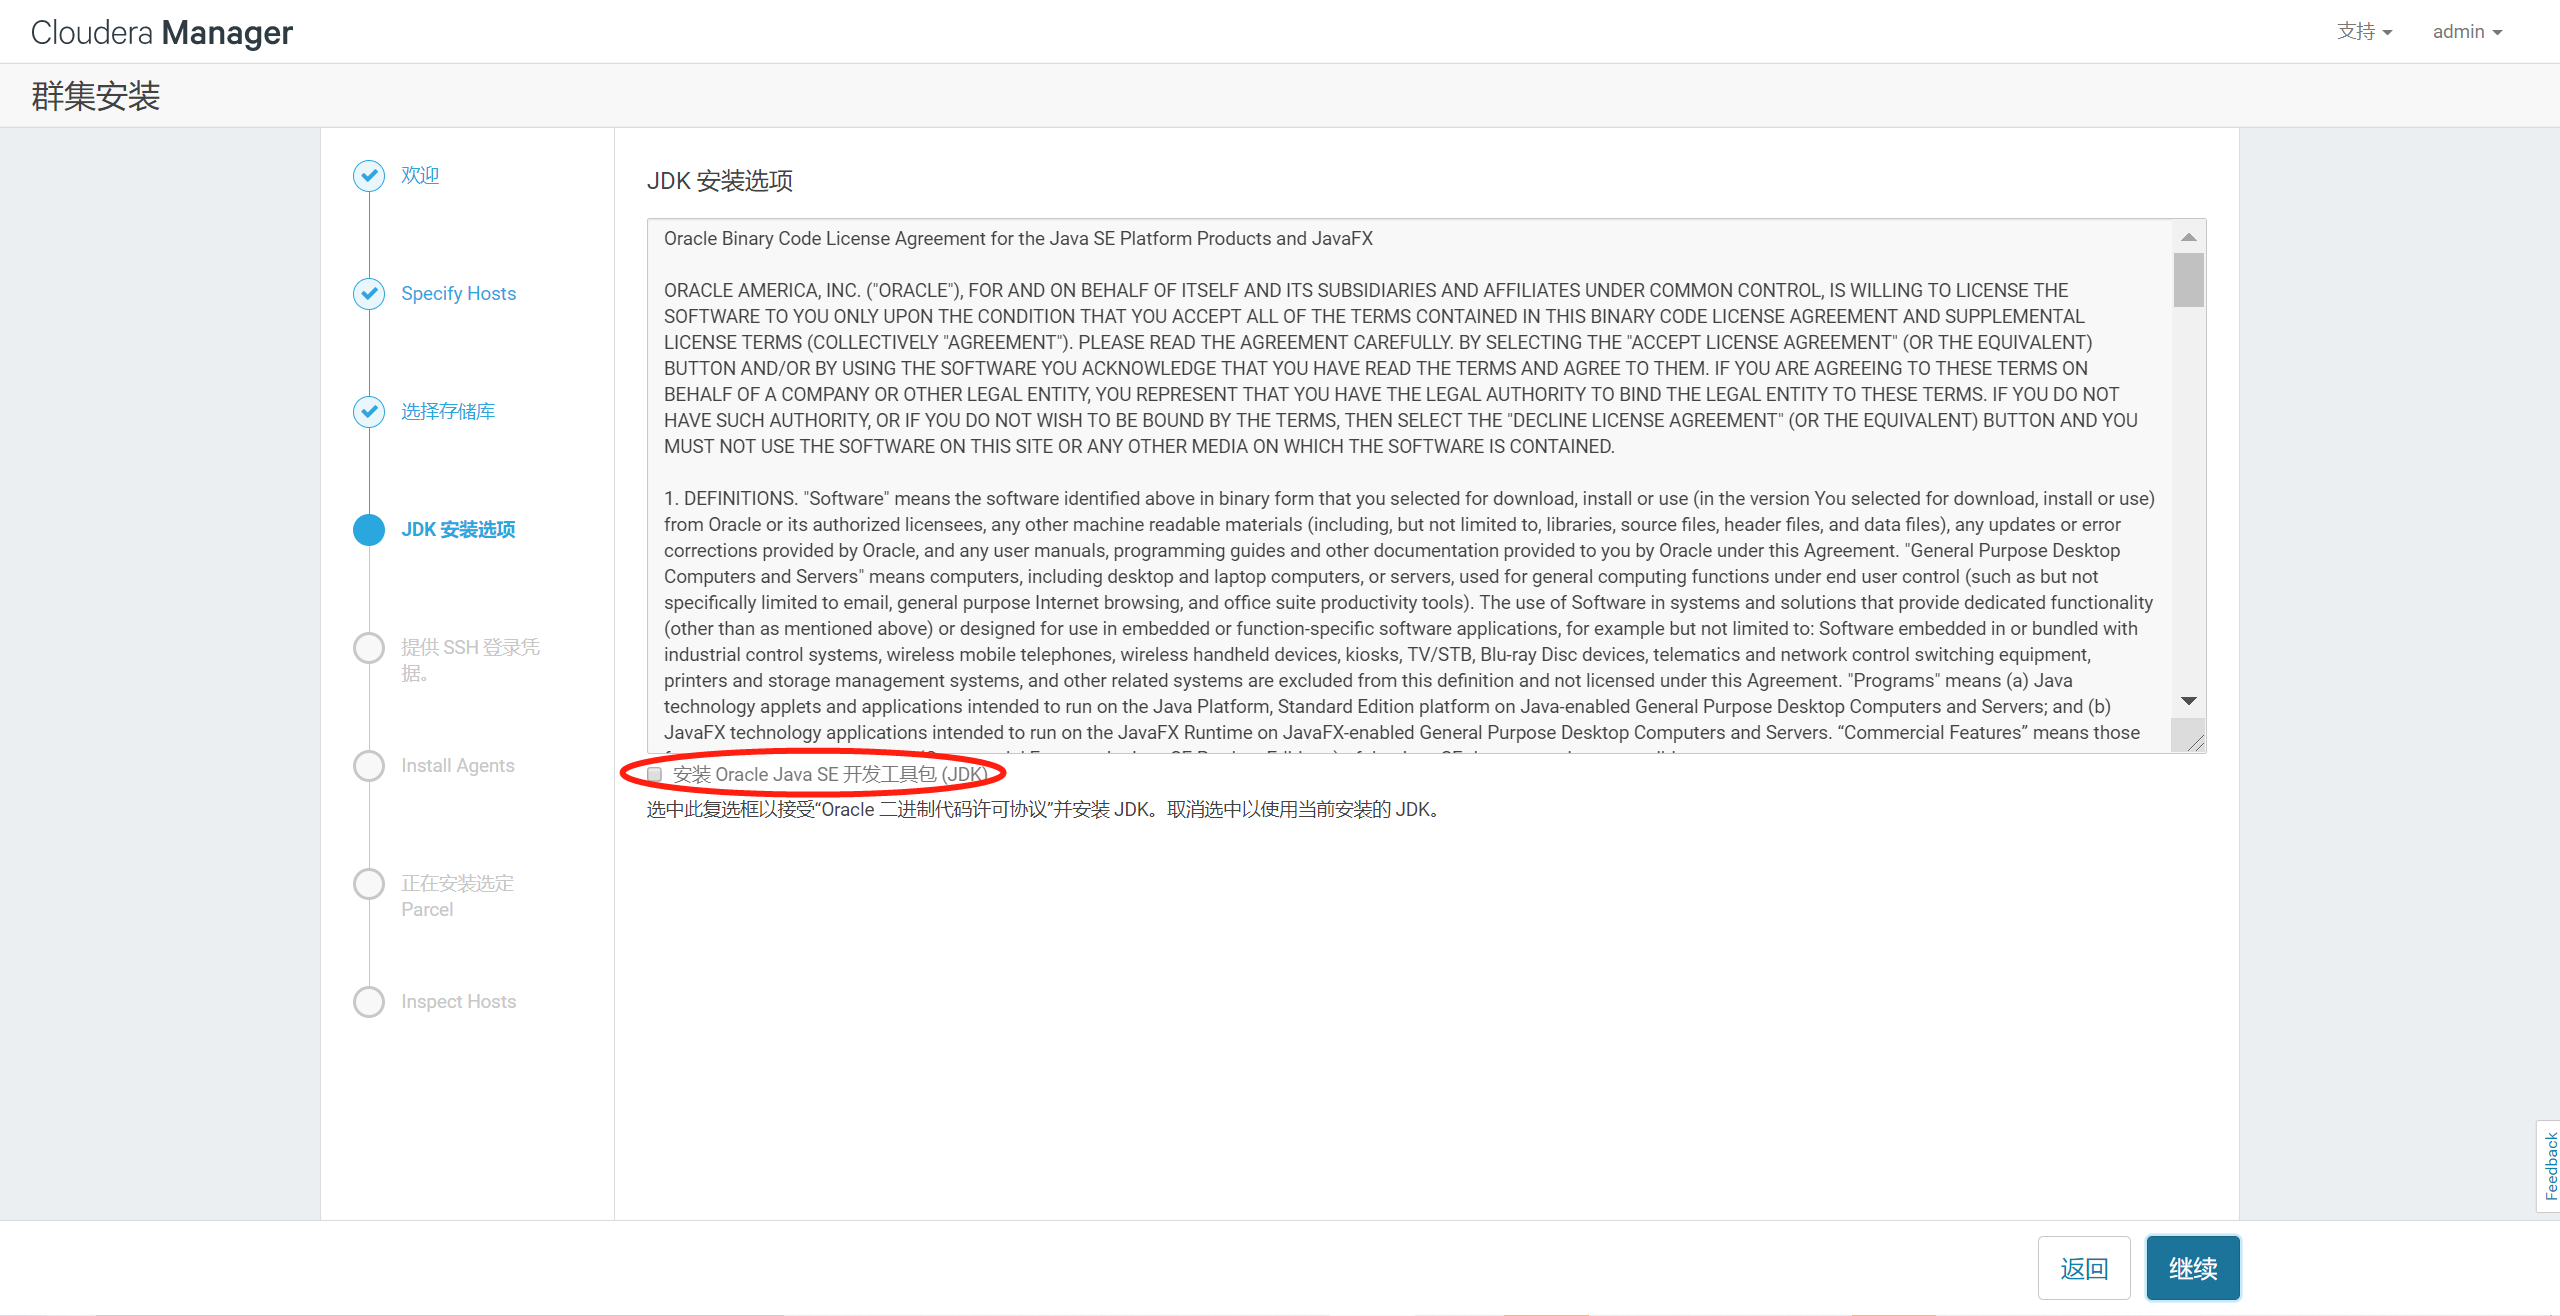 Cloudera Manager
支持
admin
群集安装
欢迎
Specify Hosts
选择存储库
JDK 安装选项
提供 SSH 登录凭
据。
Install Agents
正在安装选定
Parcel
Inspect Hosts
JDK 安装选项
Oracle Binary Code License Agreement for the Java SE Platform Products and JavaFX
ORACLE AMERICA, INC. ("ORACLE"), FOR AND ON BEHALF OF ITSELF AND ITS SUBSIDIARIES AND AFFILIATES UNDER COMMON CONTROL, IS WILLING TO LICENSE THE
SOFTWARE TO YOU ONLY UPON THE CONDITION THAT YOU ACCEPT ALL OF THE TERMS CONTAINED IN THIS BINARY CODE LICENSE AGREEMENT AND SUPPLEMENTAL
LICENSE TERMS (COLLECTIVELY "AGREEMENT"). PLEASE READ THE AGREEMENT CAREFULLY. BY SELECTING THE "ACCEPT LICENSE AGREEMENT" (OR THE EQUIVALENT)
BUTTON AND/OR BY USING THE SOFTWARE YOU ACKNOWLEDGE THAT YOU HAVE READ THE TERMS AND AGREE TO THEM. IF YOU ARE AGREEING TO THESE TERMS ON
BEHALF OF A COMPANY OR OTHER LEGAL ENTITY, YOU REPRESENT THAT YOU HAVE THE LEGAL AUTHORITY TO BIND THE LEGAL ENTITY TO THESE TERMS. IF YOU DO NOT
HAVE SUCH AUTHORITY, OR IF YOU DO NOT WISH TO BE BOUND BY THE TERMS, THEN SELECT THE "DECLINE LICENSE AGREEMENT" (OR THE EQUIVALENT) BUTTON AND YOU
MUST NOT USE THE SOFTWARE ON THIS SITE OR ANY OTHER MEDIA ON WHICH THE SOFTWARE IS CONTAINED.
1. DEFINITIONS. "Software" means the software identified above in binary form that you selected for download, install or use (in the version You selected for download, install or use)
from Oracle or its authorized licensees, any other machine readable materials (including, but not limited to, libraries, source files, header files, and data files), any updates or error
corrections provided by Oracle, and any user manuals, programming guides and other documentation provided to you by Oracle under this Agreement. "General Purpose Desktop
Computers and Servers" means computers, including desktop and laptop computers, or servers, used for general computing functions under end user control (such as but not
specifically limited to email, general purpose Internet browsing, and office suite productivity tools). The use of Software in systems and solutions that provide dedicated functionality
(other than as mentioned above) or designed for use in embedded or function-specific software applications, for example but not limited to: Software embedded in or bundled with
industrial control systems, wireless mobile telephones, wireless handheld devices, kiosks, TV/STB, Blu-ray Disc devices, telematics and network control switching equipment,
printers and storage management systems, and other related systems are excluded from this definition and not licensed under this Agreement. "Programs" means (a) Java
technology applets and applications intended to run on the Java Platform, Standard Edition platform on Java-enabled General Purpose Desktop Computers and Servers; and (b)
JavaFX technology applications intended to run on the JavaFX Runtime on JavaFX-enabled General Purpose Desktop Computers and Servers. “Commercial Features” means those
安装 Oracle Java SE 开发工具包 (JDK)
选中此复选框以接受“Oracle 二进制代码许可协议”并安装 JDK。取消选中以使用当前安装的 JDK。
Feedback
返回
继续